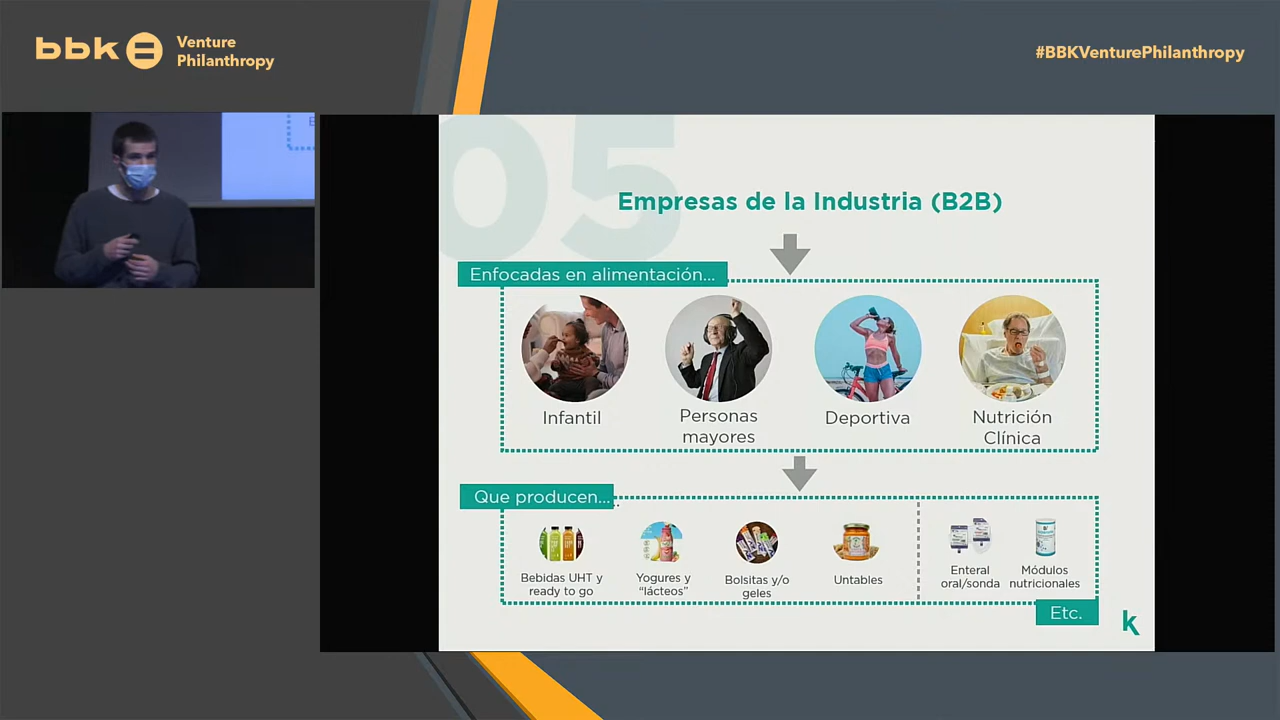 bbk
Venture
Philanthropy
#BBKVenturePhilanthropy
05
Empresas de la Industria (B2B)
Enfocadas en alimentación...
Infantil
Personas
mayores
Deportiva
Nutrición
Clínica
Que producen...
Bebidas UHT y
ready to go
Yogures y
“lácteos”
Bolsitas y/o
geles
Untables
Enteral
oral/sonda
Módulos
nutricionales
Etc.
k